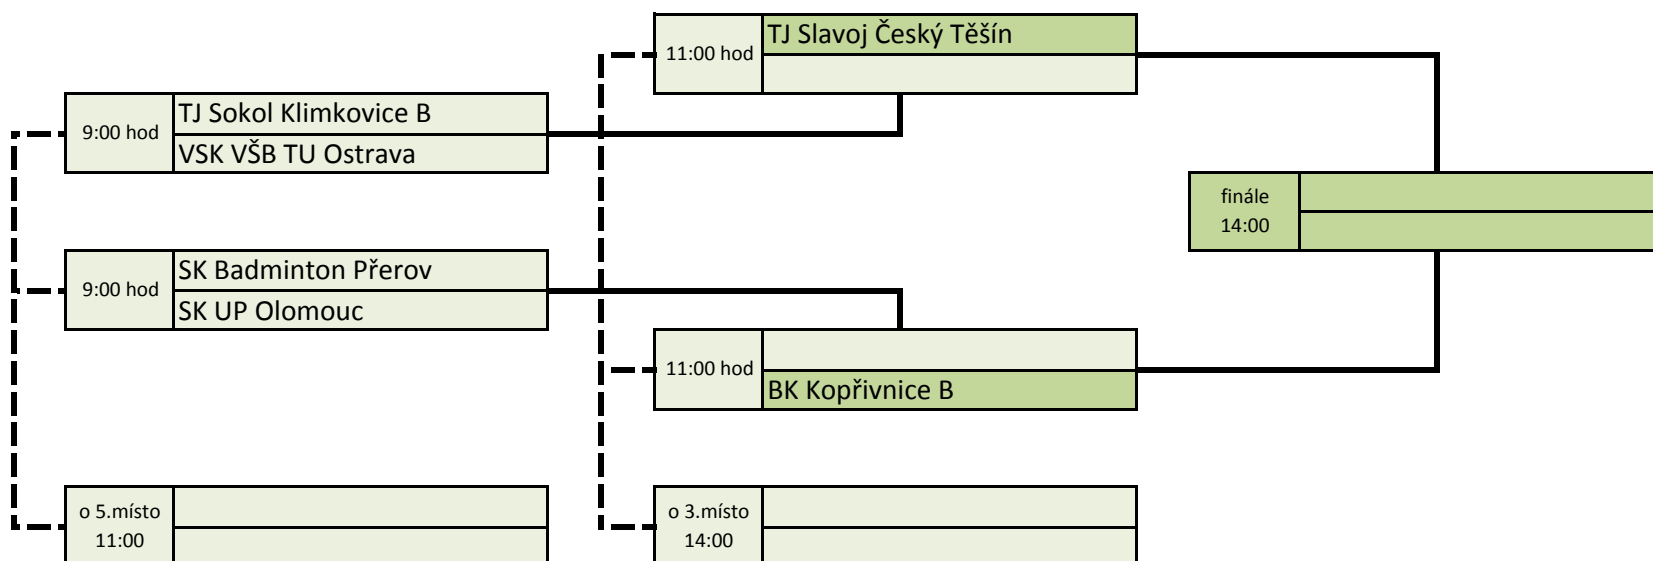 11:00 hod
TJ Slavoj Český Těšín
9:00 hod
TJ Sokol Klimkovice B
VSK VŠB TU Ostrava
finále
14:00
9:00 hod
SK Badminton Přerov
SK UP Olomouc
11:00 hod
BK Kopřivnice B
o 5.místo
11:00
o 3.místo
14:00